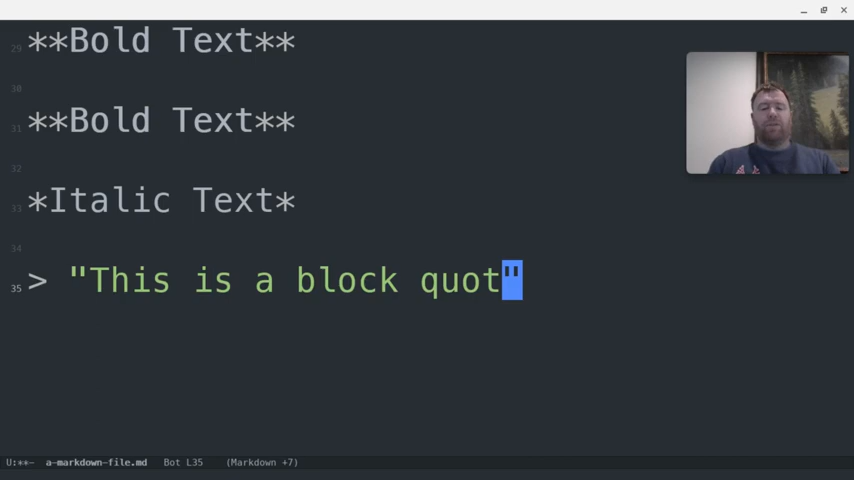 29 **Bold Text**
30
31 **Bold Text**
32
33 *Italic Text*
34
35 > "This is a block quot"
U:**- a-markdown-file.md Bot L35 (Markdown +7)